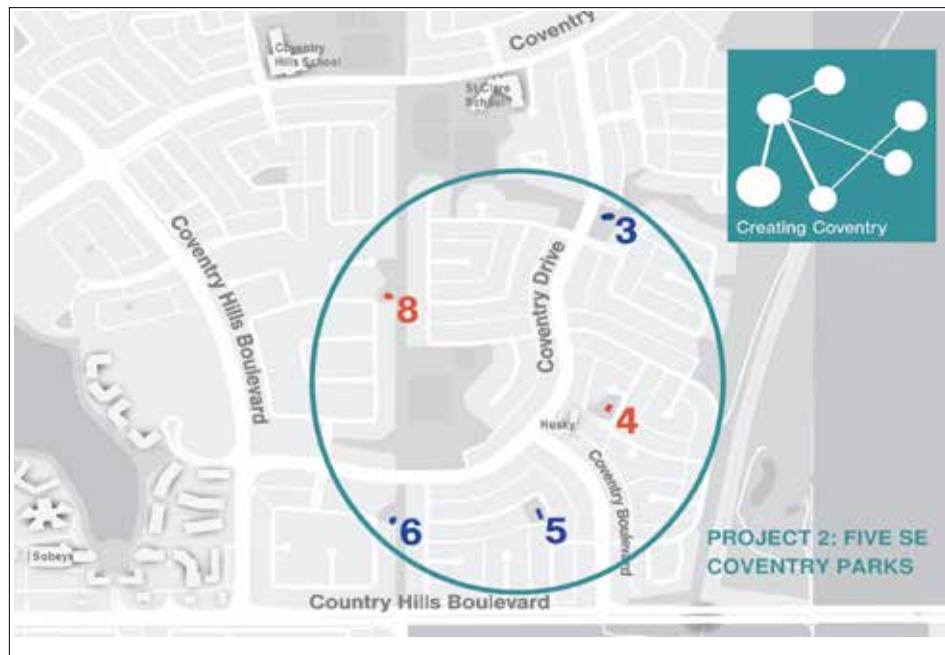 Coventry
Hills School
Coventry
St Clare
School
Creating Coventry
3
Coventry Hills Boulevard
Coventry Drive
8
4
Husky
Coventry Boulevard
6
5
PROJECT 2: FIVE SE
COVENTRY PARKS
Sobeys
Country Hills Boulevard